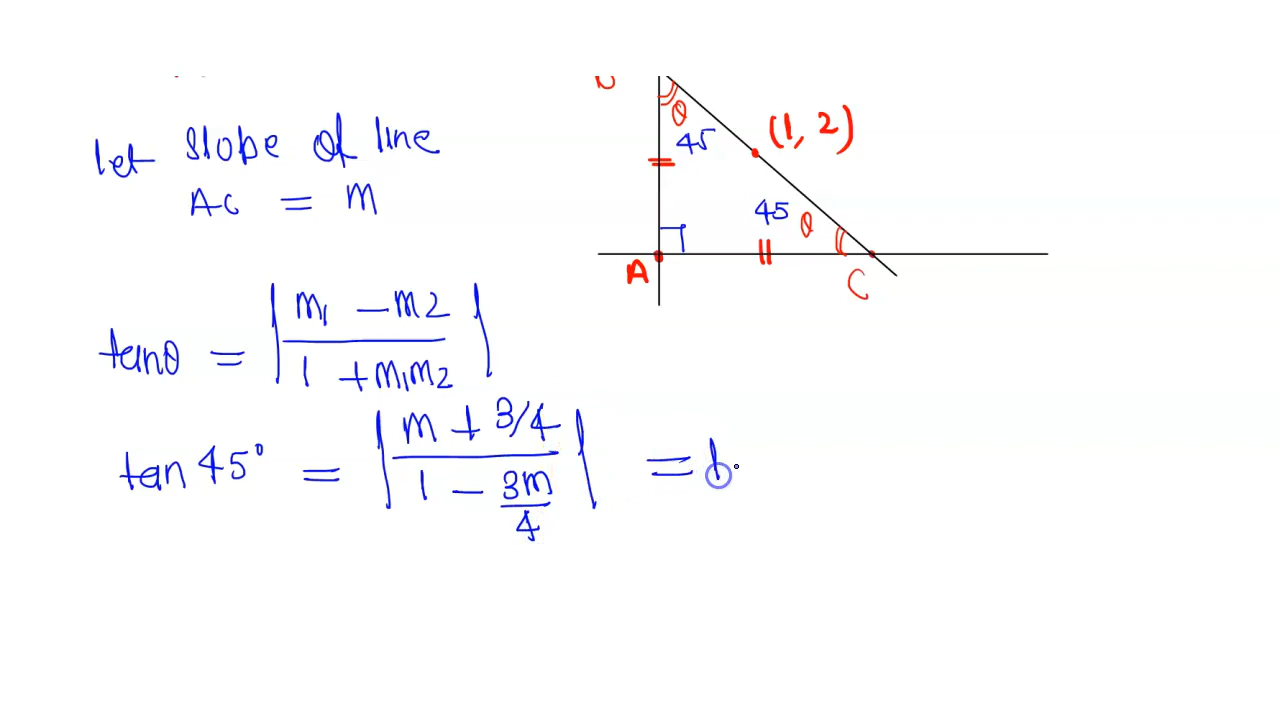 let slope of line
AC = m
tanθ = | m1 - m2 / 1 + m1m2 |
tan 45° = | m + 3/4 / 1 - 3m/4 | = 1
θ
45
(1, 2)
45 θ
A
C